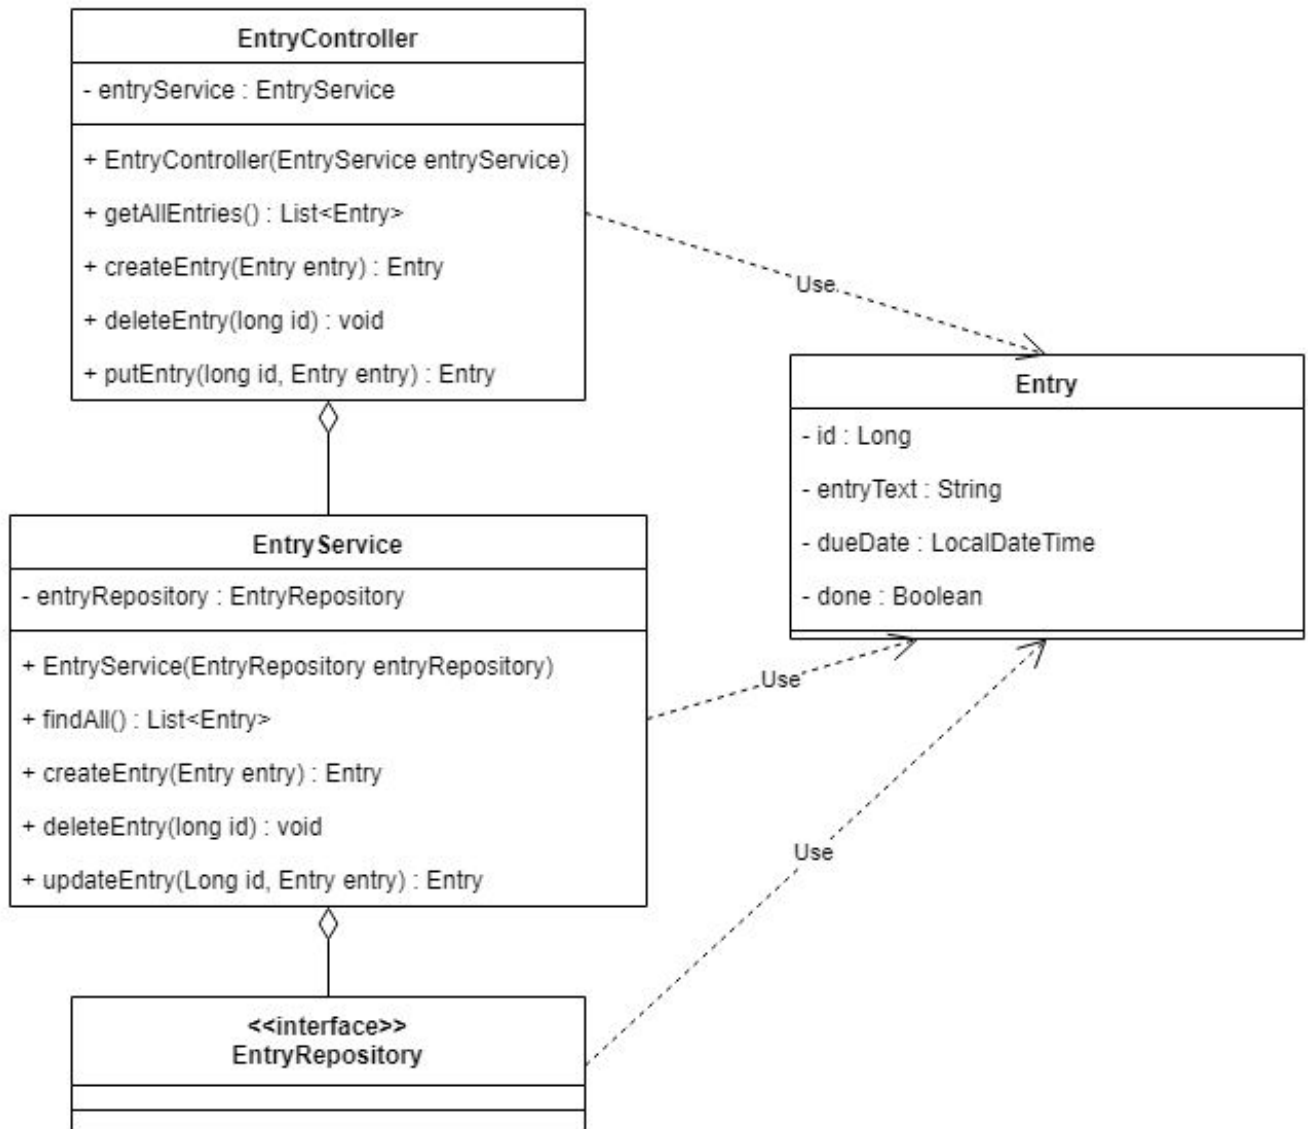 EntryController
- entryService : EntryService
+ EntryController(EntryService entryService)
+ getAllEntries() : List<Entry>
+ createEntry(Entry entry) : Entry
+ deleteEntry(long id) : void
+ putEntry(long id, Entry entry) : Entry
Use
Entry
- id : Long
- entryText : String
- dueDate : LocalDateTime
- done : Boolean
EntryService
- entryRepository : EntryRepository
+ EntryService(EntryRepository entryRepository)
+ findAll() : List<Entry>
+ createEntry(Entry entry) : Entry
+ deleteEntry(long id) : void
+ updateEntry(Long id, Entry entry) : Entry
Use
Use
<<interface>>
EntryRepository